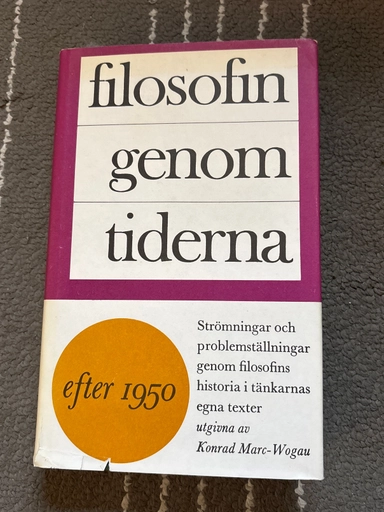 filosofin
genom
tiderna
efter 1950
Strömningar och
problemställningar
genom filosofins
historia i tänkarnas
egna texter
utgivna av
Konrad Marc-Wogau